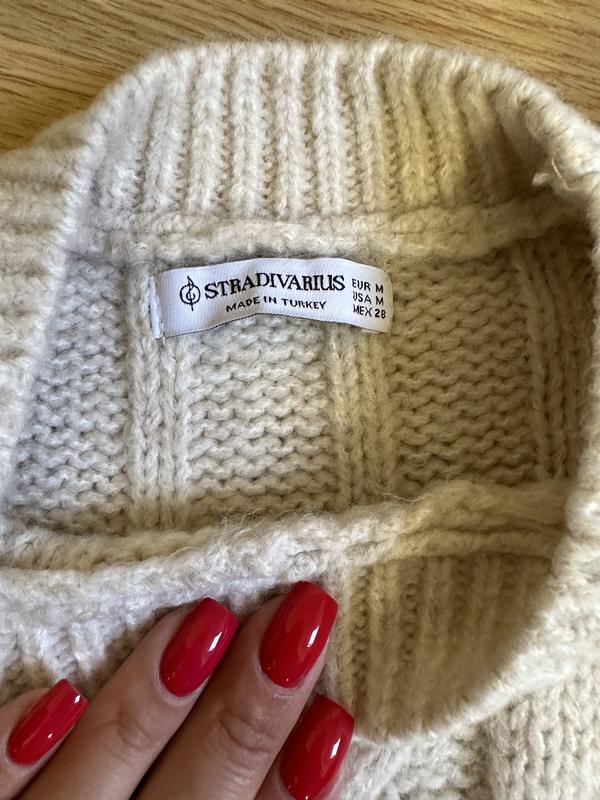 STRADIVARIUS
MADE IN TURKEY
EUR M
USA M
MEX 28